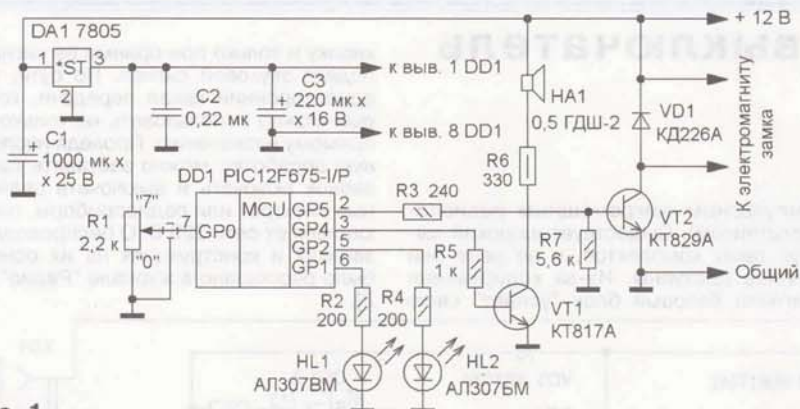 выключатель
DA1 7805
1
*ST
3
2
C1
1000 мк х
х 25 В
C2
0,22 мк
C3
220 мк х
х 16 В
к выв. 1 DD1
к выв. 8 DD1
DD1 PIC12F675-I/P
"7"
"0"
R1
2,2 к
7
GP0
MCU
GP5
GP4
GP2
GP1
2
3
5
6
R3 240
R5
1 к
R2
200
R4
200
HL1
АЛ307ВМ
HL2
АЛ307БМ
HA1
0,5 ГДШ-2
R6
330
R7
5,6 к
VT1
КТ817А
VD1
КД226А
VT2
КТ829А
+ 12 В
К электромагниту
замка
Общий